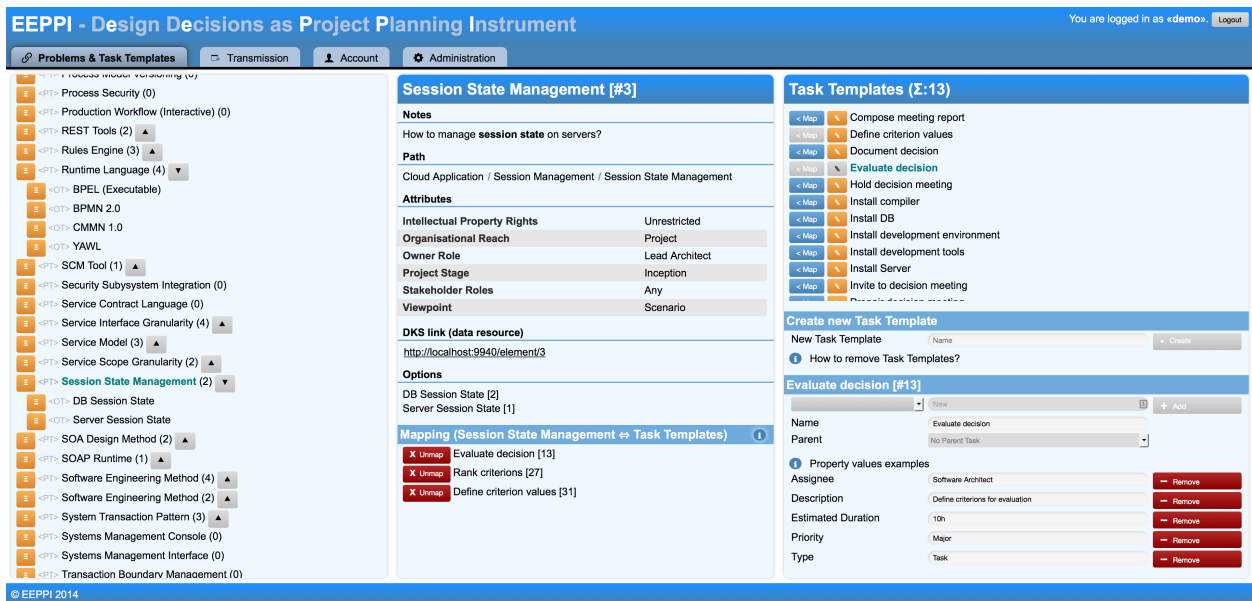 EEPPI - Design Decisions as Project Planning Instrument
You are logged in as «demo». Logout
Problems & Task Templates
Transmission
Account
Administration
<PT> Process Model Versioning (0)
<PT> Process Security (0)
<PT> Production Workflow (Interactive) (0)
<PT> REST Tools (2) ▲
<PT> Rules Engine (3) ▲
<PT> Runtime Language (4) ▼
<OT> BPEL (Executable)
<OT> BPMN 2.0
<OT> CMMN 1.0
<OT> YAWL
<PT> SCM Tool (1) ▲
<PT> Security Subsystem Integration (0)
<PT> Service Contract Language (0)
<PT> Service Interface Granularity (4) ▲
<PT> Service Model (3) ▲
<PT> Service Scope Granularity (2) ▲
<PT> Session State Management (2) ▼
<OT> DB Session State
<OT> Server Session State
<PT> SOA Design Method (2) ▲
<PT> SOAP Runtime (1) ▲
<PT> Software Engineering Method (4) ▲
<PT> Software Engineering Method (2) ▲
<PT> System Transaction Pattern (3) ▲
<PT> Systems Management Console (0)
<PT> Systems Management Interface (0)
<PT> Transaction Boundary Management (0)
Session State Management [#3]
Notes
How to manage session state on servers?
Path
Cloud Application / Session Management / Session State Management
Attributes
Intellectual Property Rights Unrestricted
Organisational Reach Project
Owner Role Lead Architect
Project Stage Inception
Stakeholder Roles Any
Viewpoint Scenario
DKS link (data resource)
http://localhost:9940/element/3
Options
DB Session State [2]
Server Session State [1]
Mapping (Session State Management ⇔ Task Templates)
X Unmap Evaluate decision [13]
X Unmap Rank criterions [27]
X Unmap Define criterion values [31]
Task Templates (Σ:13)
< Map Compose meeting report
< Map Define criterion values
< Map Document decision
< Map Evaluate decision
< Map Hold decision meeting
< Map Install compiler
< Map Install DB
< Map Install development environment
< Map Install development tools
< Map Install Server
< Map Invite to decision meeting
Create new Task Template
New Task Template Name + Create
How to remove Task Templates?
Evaluate decision [#13]
New + Add
Name Evaluate decision
Parent No Parent Task
Property values examples
Assignee Software Architect − Remove
Description Define criterions for evaluation − Remove
Estimated Duration 10h − Remove
Priority Major − Remove
Type Task − Remove
© EEPPI 2014